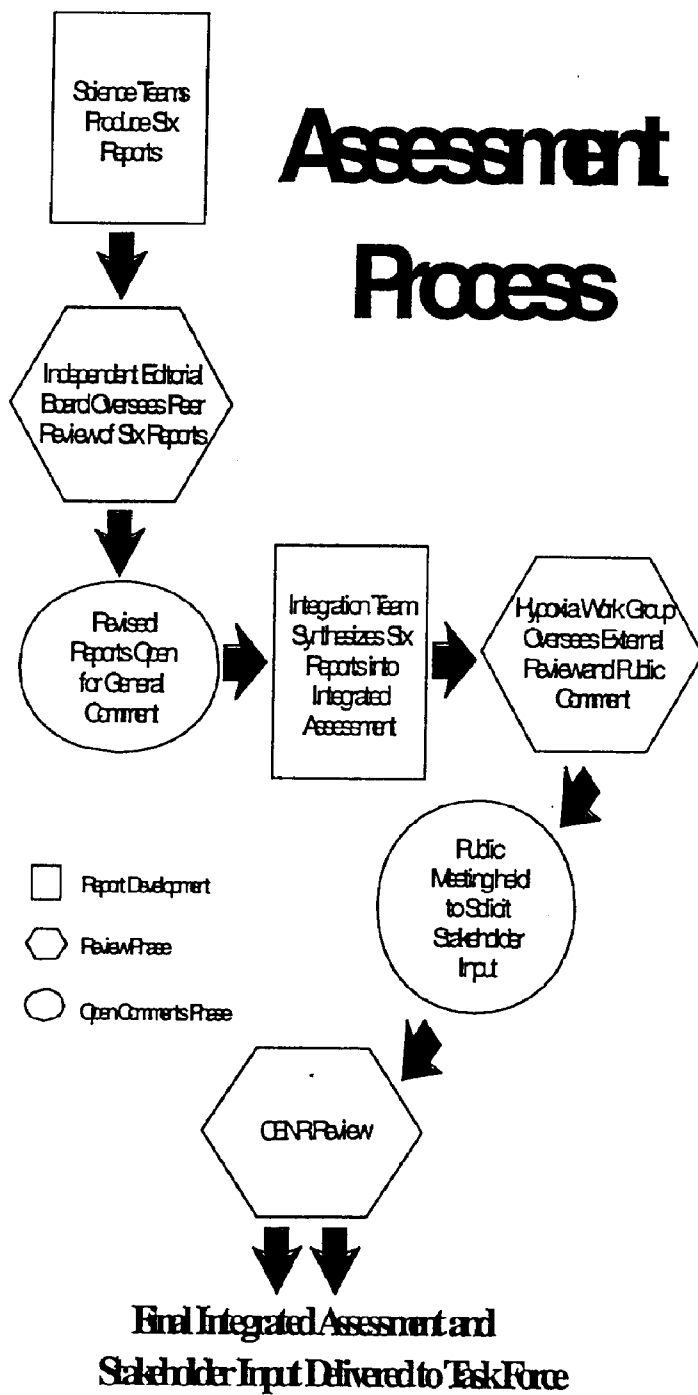 Assessment
Process
Science Teams
Produce Six
Reports
Independent Editorial
Board Oversees Peer
Review of Six Reports
Revised
Reports Open
for General
Comment
Integration Team
Synthesizes Six
Reports into
Integrated
Assessment
Hypoxia Work Group
Oversees External
Review and Public
Comment
Public
Meeting held
to Solicit
Stakeholder
Input
Report Development
Review Phase
Open Comments Phase
CENR Review
Final Integrated Assessment and
Stakeholder Input Delivered to Task Force